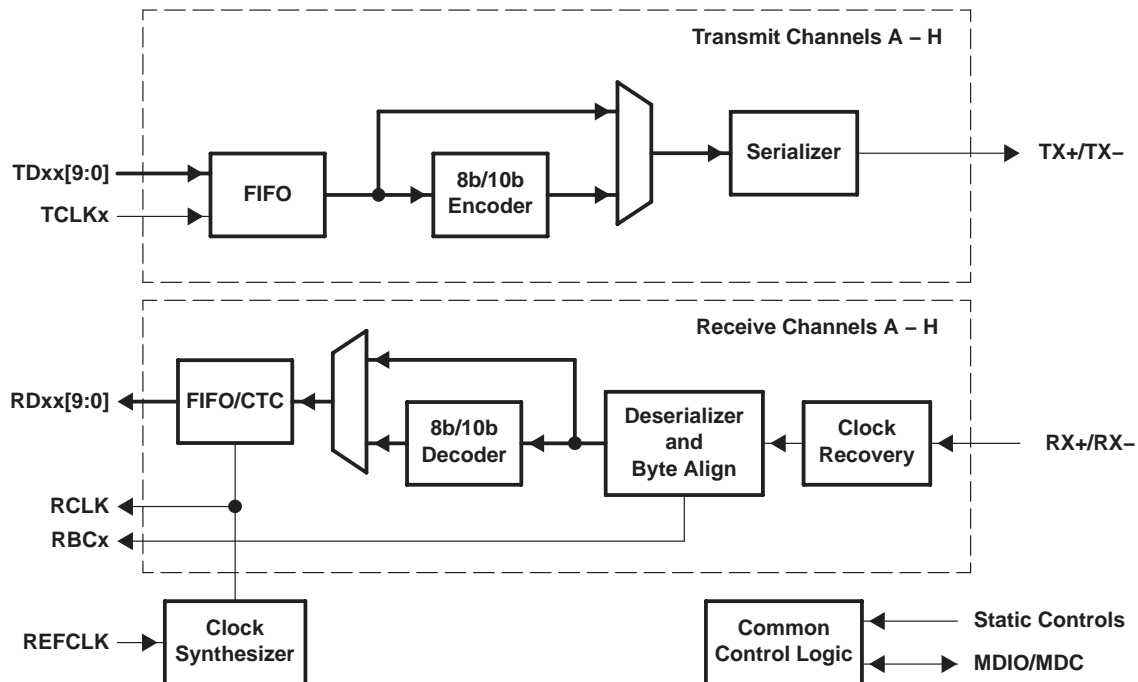 Transmit Channels A – H
TDxx[9:0]
TCLKx
FIFO
8b/10b
Encoder
Serializer
TX+/TX–
Receive Channels A – H
RDxx[9:0]
FIFO/CTC
8b/10b
Decoder
Deserializer
and
Byte Align
Clock
Recovery
RX+/RX–
RCLK
RBCx
REFCLK
Clock
Synthesizer
Common
Control Logic
Static Controls
MDIO/MDC